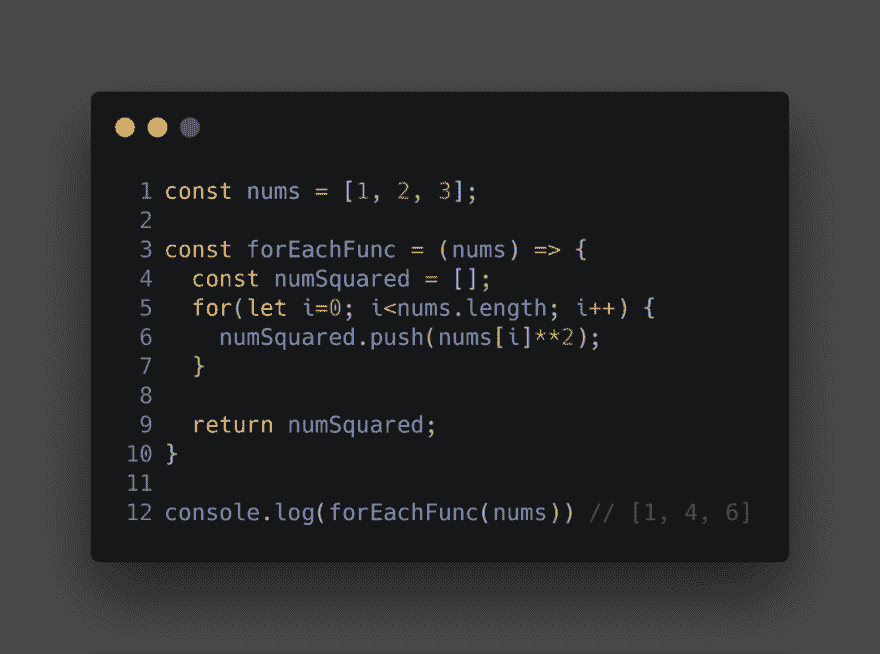 1 const nums = [1, 2, 3];
2
3 const forEachFunc = (nums) => {
4   const numSquared = [];
5   for(let i=0; i<nums.length; i++) {
6     numSquared.push(nums[i]**2);
7   }
8
9   return numSquared;
10 }
11
12 console.log(forEachFunc(nums)) // [1, 4, 6]